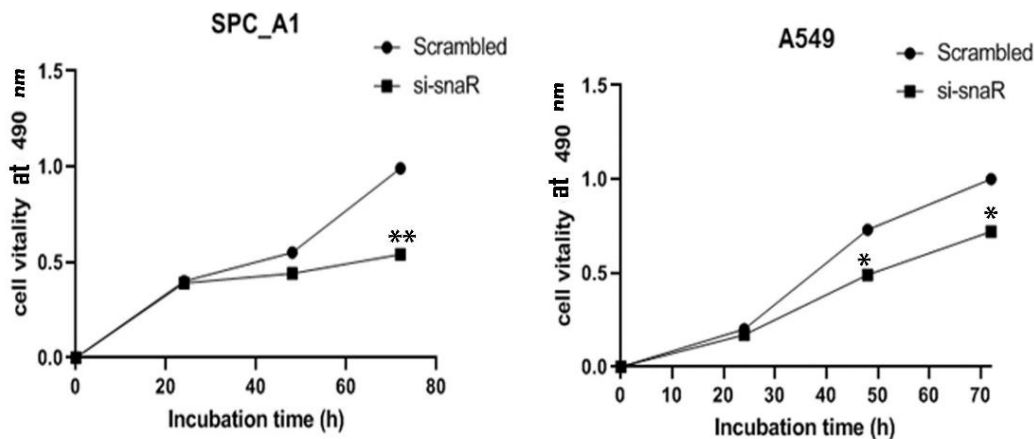 SPC_A1
Scrambled
si-snaR
cell vitality at 490 nm
1.5
1.0
0.5
0.0
**
0 20 40 60 80
Incubation time (h)
A549
Scrambled
si-snaR
cell vitality at 490 nm
1.5
1.0
0.5
0.0
*
*
0 10 20 30 40 50 60 70
Incubation time (h)